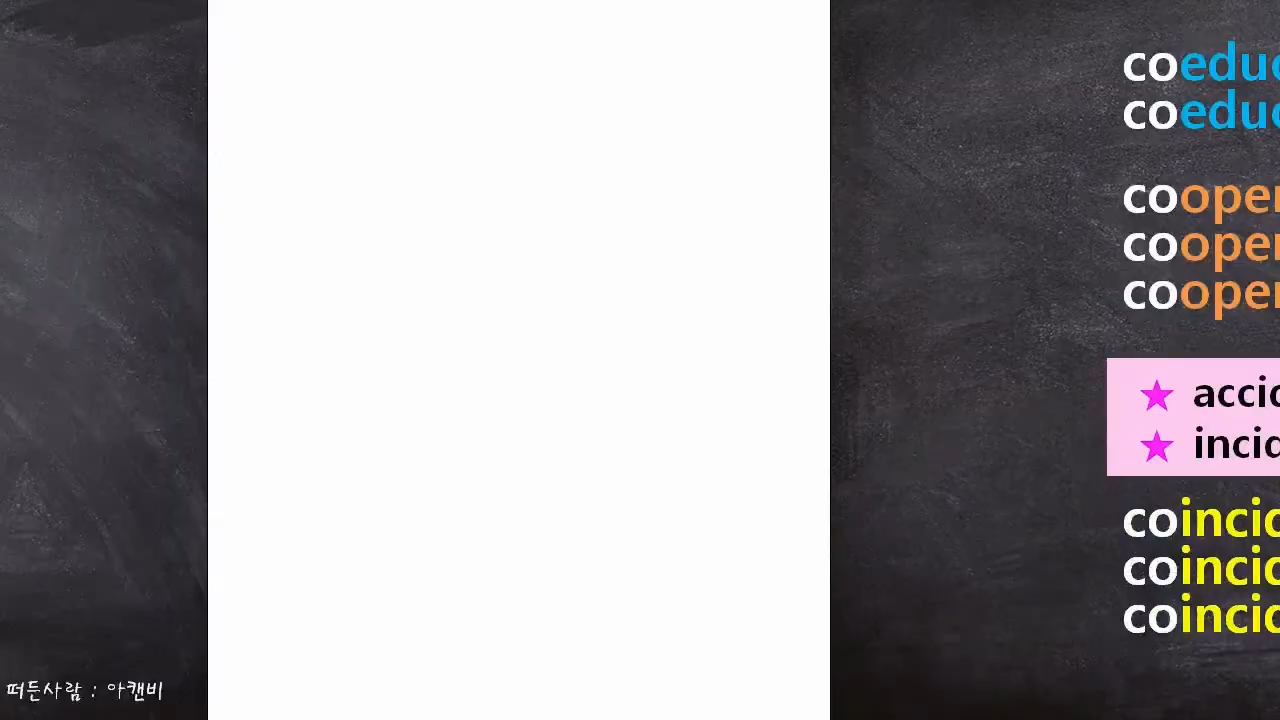 coeduc
coeduc
cooper
cooper
cooper
★ accid
★ incid
coincid
coincid
coincid
떠든사람 : 아캔비